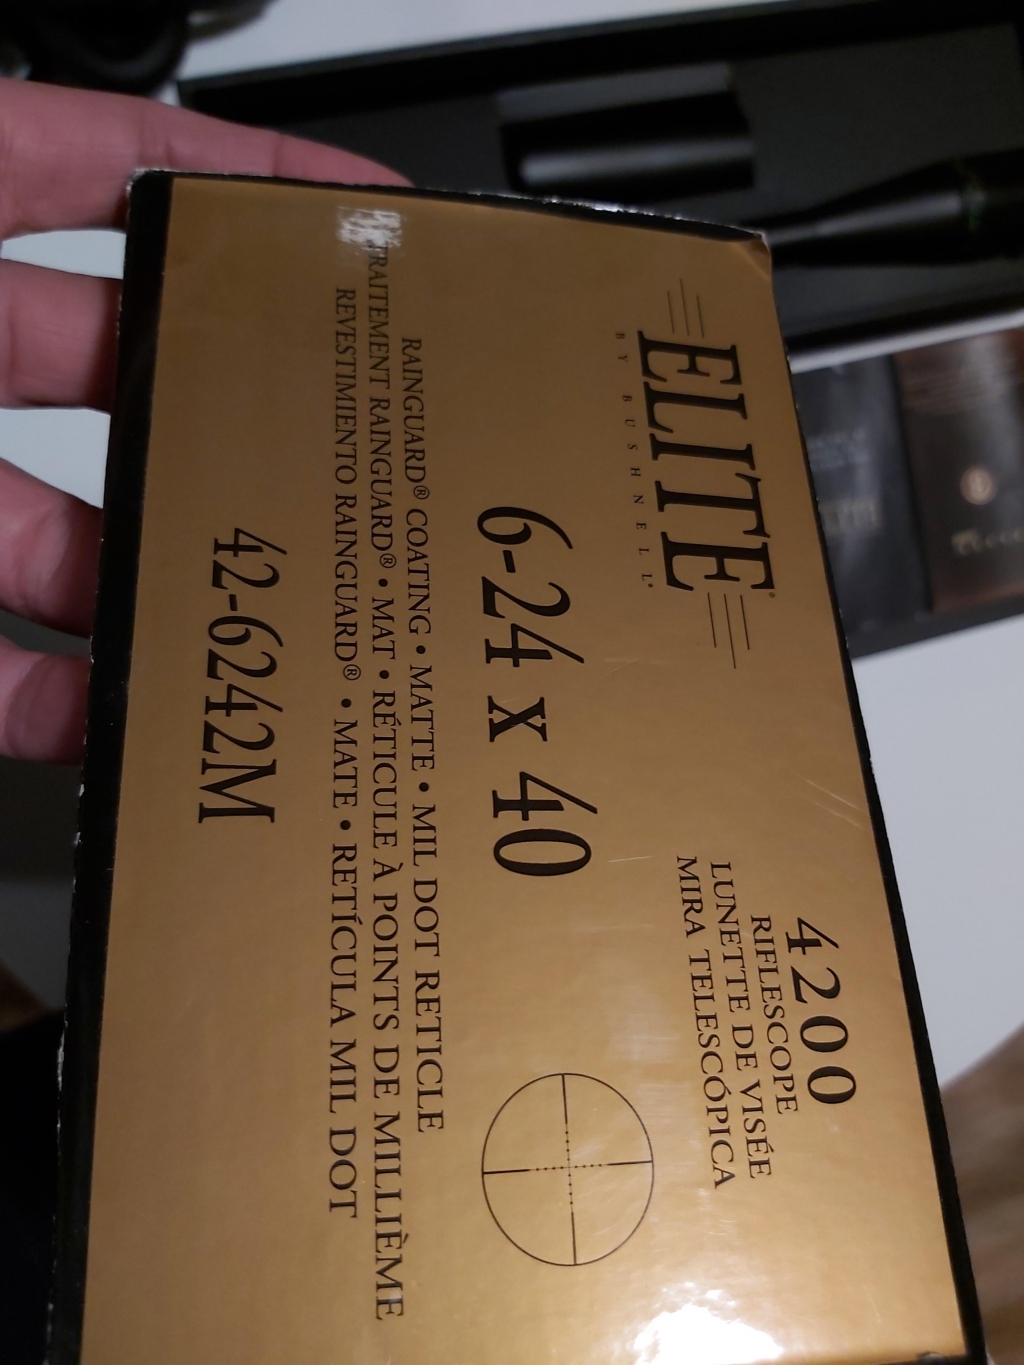 ELITE®
BY BUSHNELL®
4200
RIFLESCOPE
LUNETTE DE VISÉE
MIRA TELESCÓPICA
6-24 x 40
RAINGUARD® COATING • MATTE • MIL DOT RETICLE
TRAITEMENT RAINGUARD® • MAT • RÉTICULE À POINTS DE MILLIÈME
REVESTIMIENTO RAINGUARD® • MATE • RETÍCULA MIL DOT
42-6242M